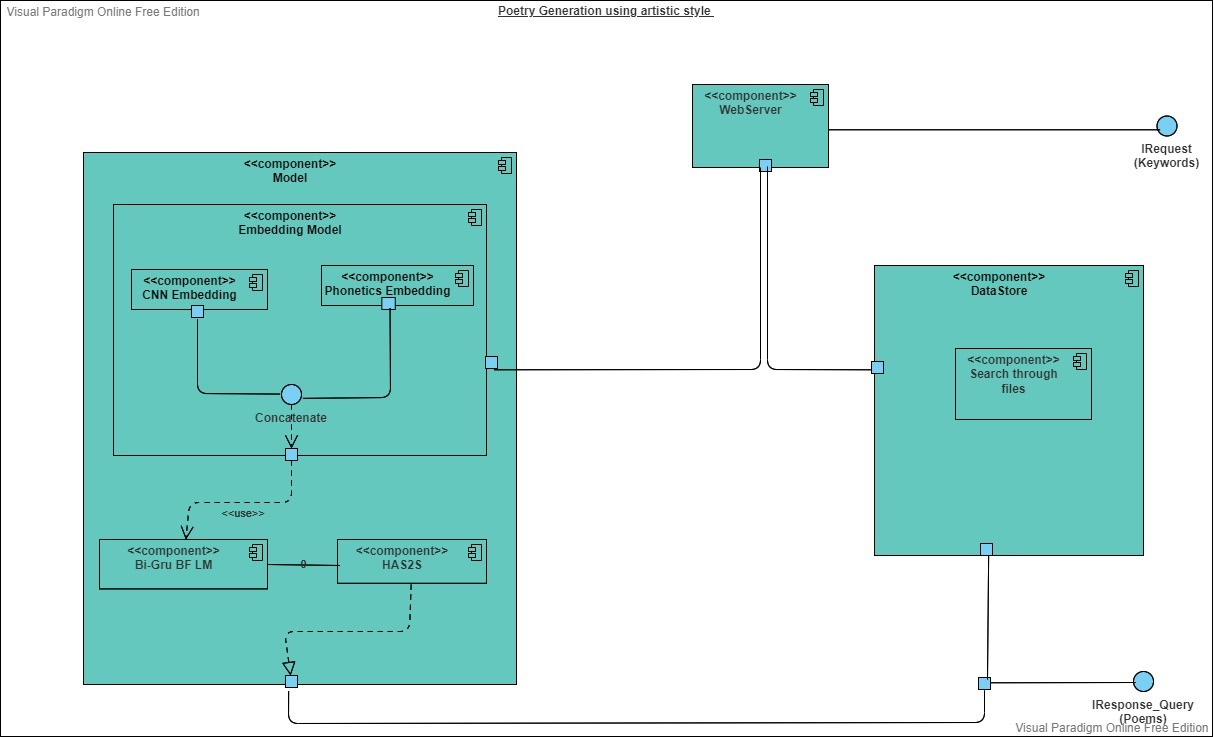 Visual Paradigm Online Free Edition
Poetry Generation using artistic style
<<component>>
WebServer
IRequest
(Keywords)
<<component>>
Model
<<component>>
Embedding Model
<<component>>
CNN Embedding
<<component>>
Phonetics Embedding
Concatenate
<<use>>
<<component>>
Bi-Gru BF LM
0
<<component>>
HAS2S
<<component>>
DataStore
<<component>>
Search through
files
IResponse_Query
(Poems)
Visual Paradigm Online Free Edition